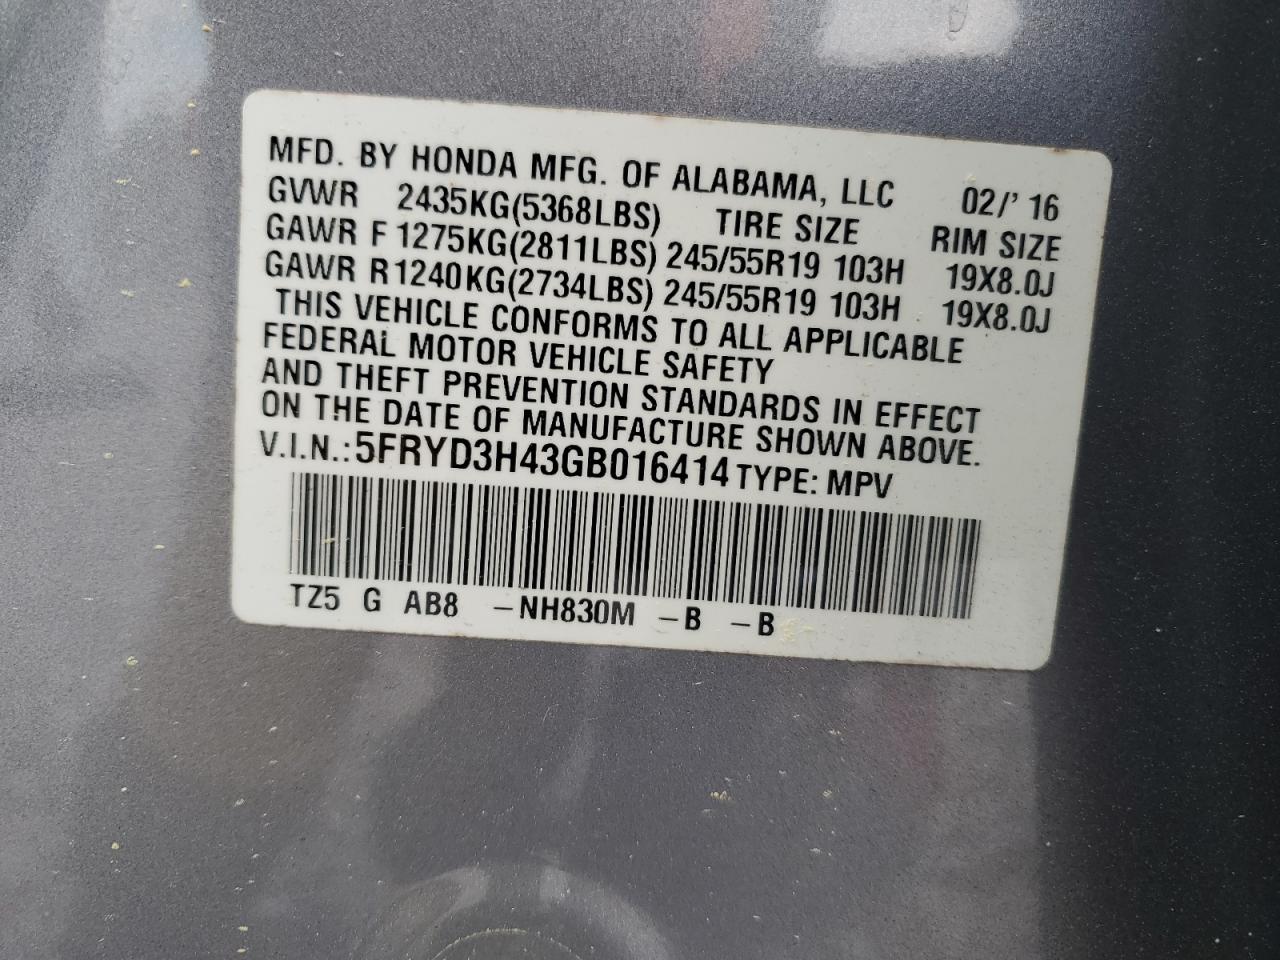 MFD. BY HONDA MFG. OF ALABAMA, LLC 02/' 16
GVWR 2435KG(5368LBS) TIRE SIZE RIM SIZE
GAWR F 1275KG(2811LBS) 245/55R19 103H 19X8.0J
GAWR R1240KG(2734LBS) 245/55R19 103H 19X8.0J
THIS VEHICLE CONFORMS TO ALL APPLICABLE
FEDERAL MOTOR VEHICLE SAFETY
AND THEFT PREVENTION STANDARDS IN EFFECT
ON THE DATE OF MANUFACTURE SHOWN ABOVE.
V.I.N.: 5FRYD3H43GB016414 TYPE: MPV
TZ5 G AB8 –NH830M –B –B